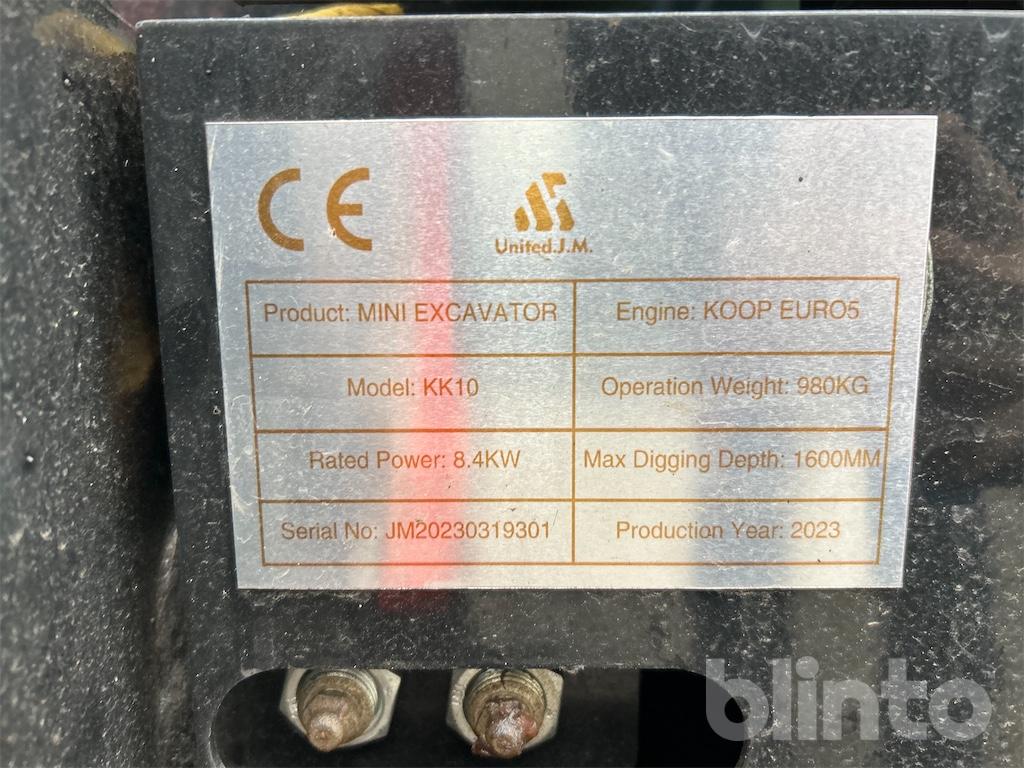 CE
United.J.M.
Product: MINI EXCAVATOR
Engine: KOOP EURO5
Model: KK10
Operation Weight: 980KG
Rated Power: 8.4KW
Max Digging Depth: 1600MM
Serial No: JM20230319301
Production Year: 2023
blinto